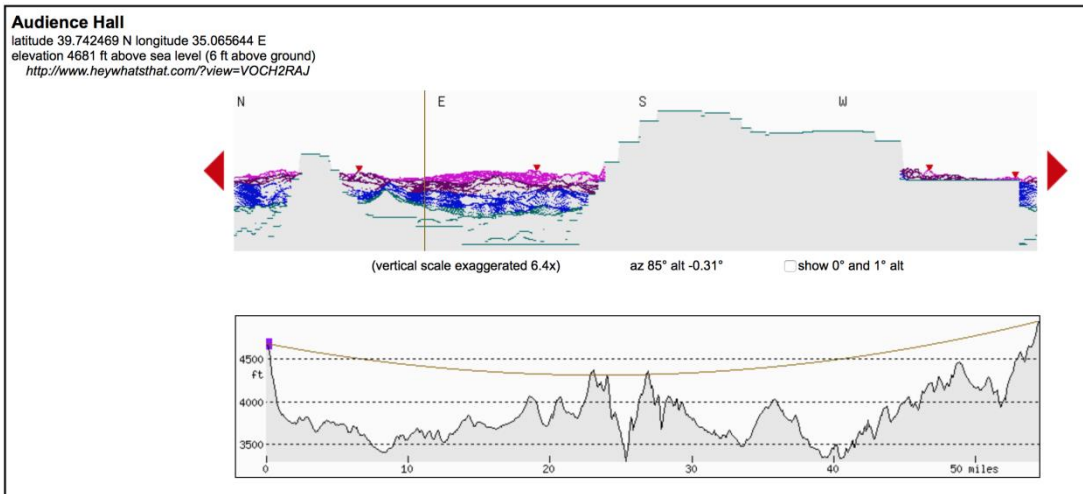 Audience Hall
latitude 39.742469 N longitude 35.065644 E
elevation 4681 ft above sea level (6 ft above ground)
http://www.heywhatsthat.com/?view=VOCH2RAJ
N E S W
(vertical scale exaggerated 6.4x) az 85° alt -0.31° show 0° and 1° alt
4500
ft
4000
3500
0 10 20 30 40 50 miles